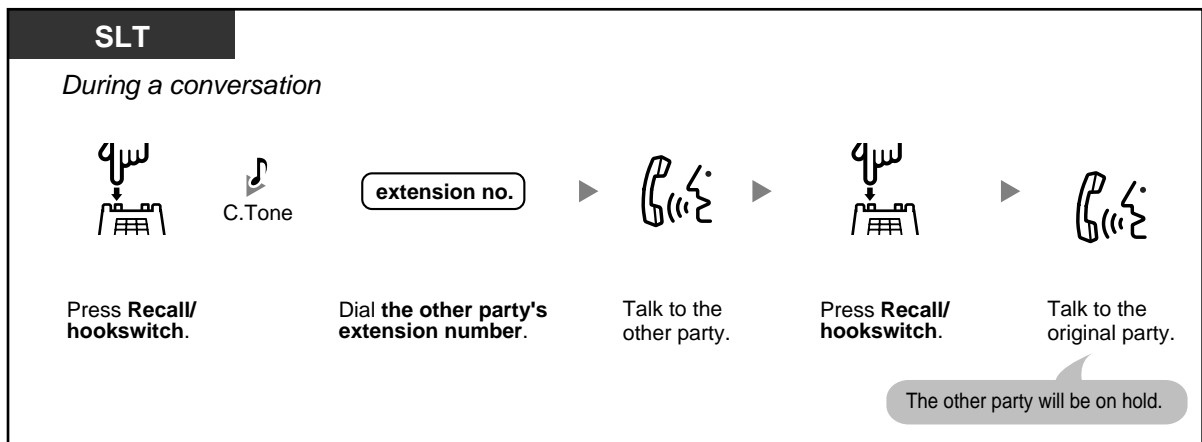 SLT
During a conversation
C.Tone
extension no.
Press Recall/
hookswitch.
Dial the other party's
extension number.
Talk to the
other party.
Press Recall/
hookswitch.
Talk to the
original party.
The other party will be on hold.